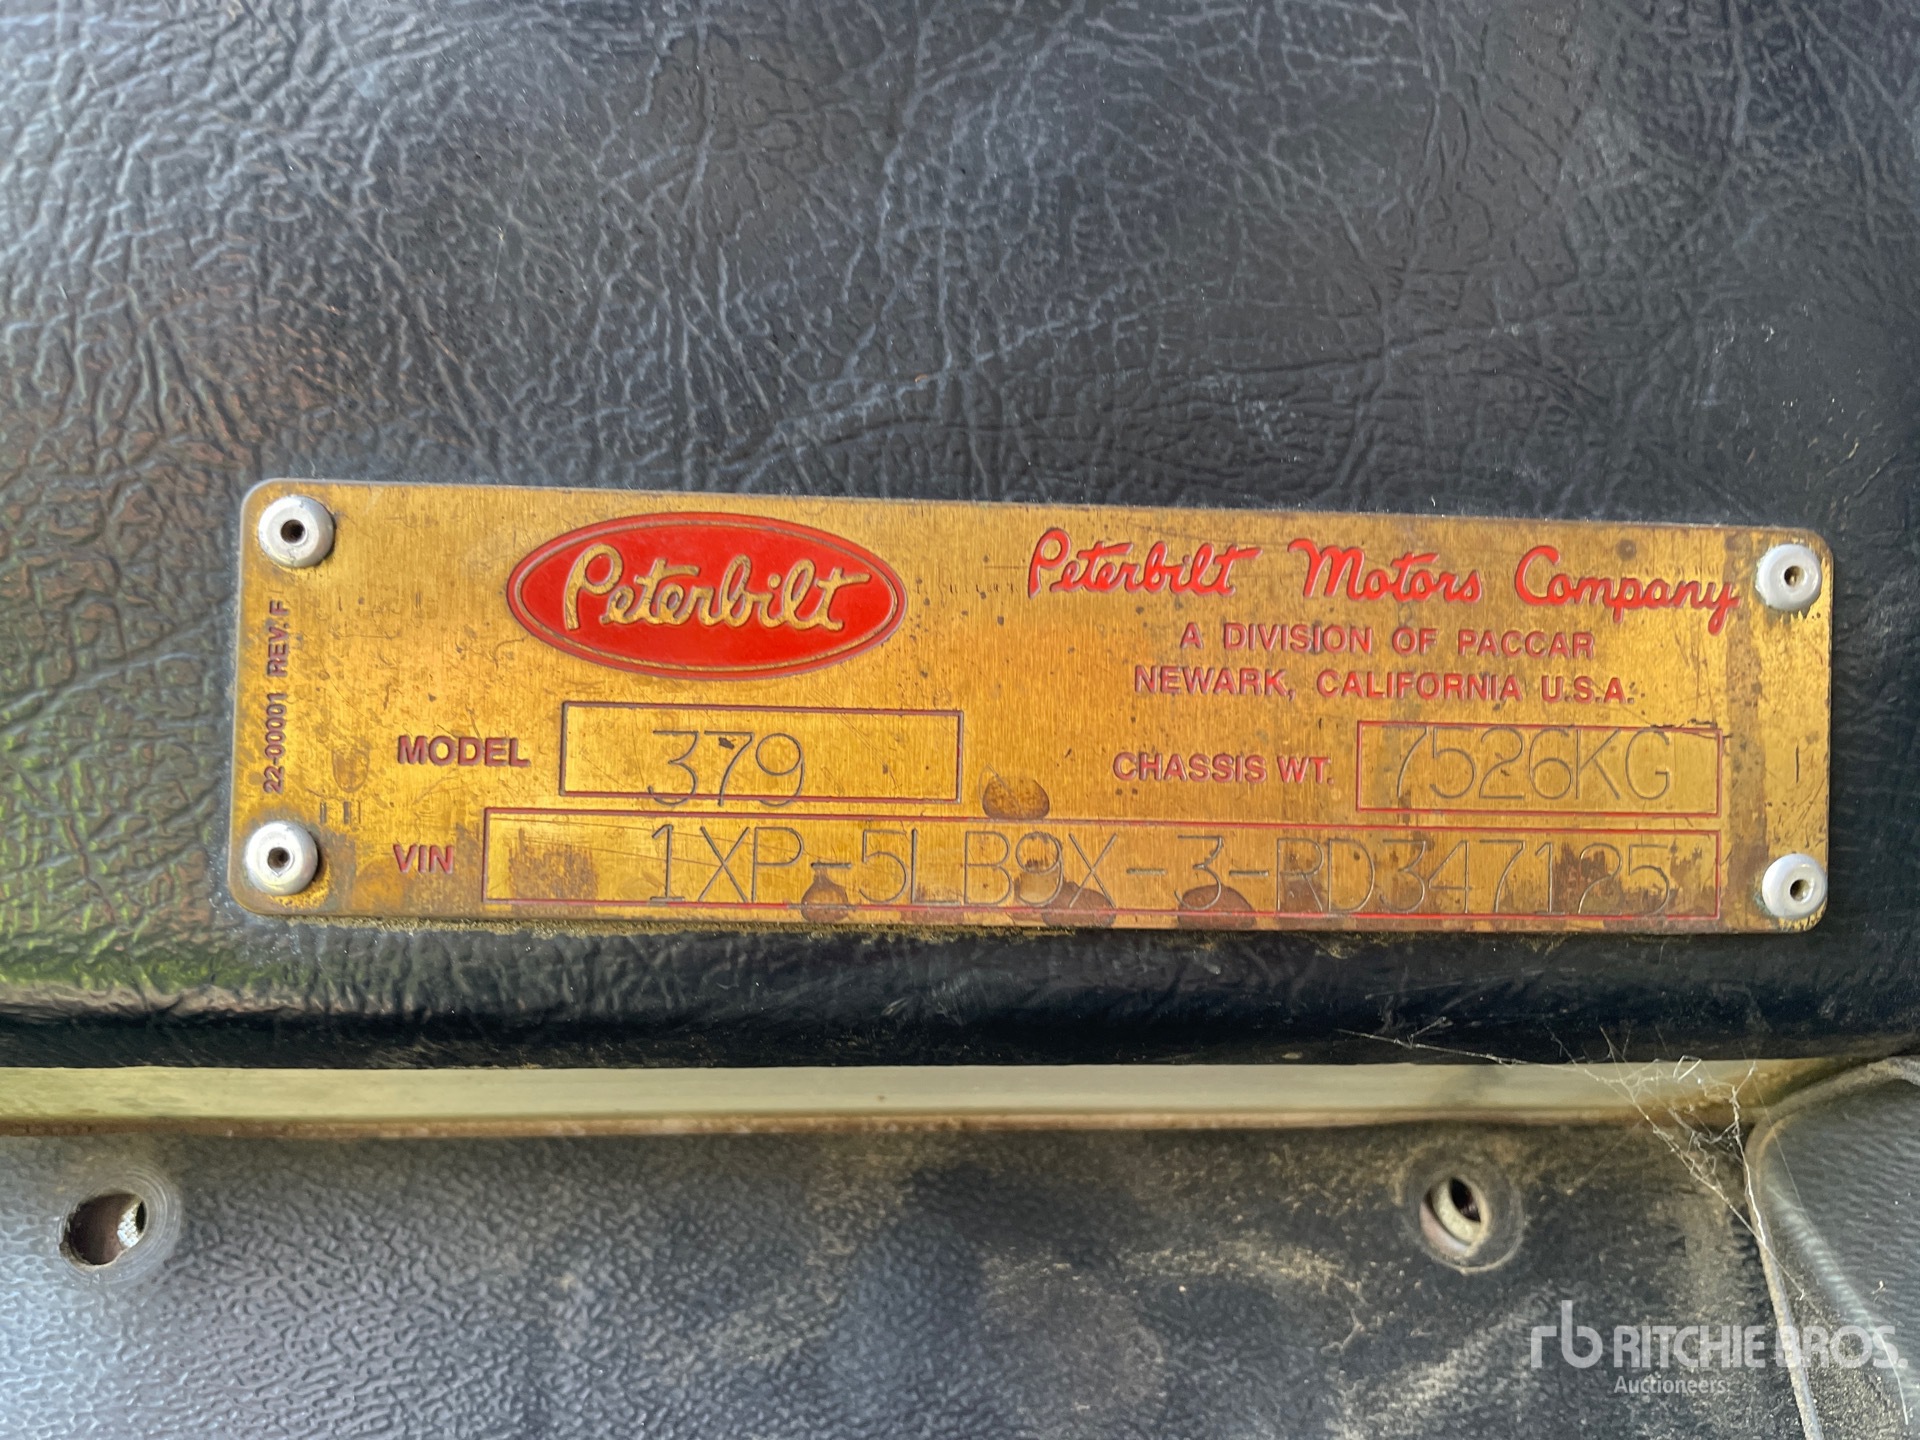 Peterbilt
Peterbilt Motors Company
A DIVISION OF PACCAR
NEWARK, CALIFORNIA U.S.A.
22-00001 REV. F
MODEL 379
CHASSIS WT. 7526KG
VIN 1XP-5LB9X-3-RD347125
rb RITCHIE BROS.
Auctioneers